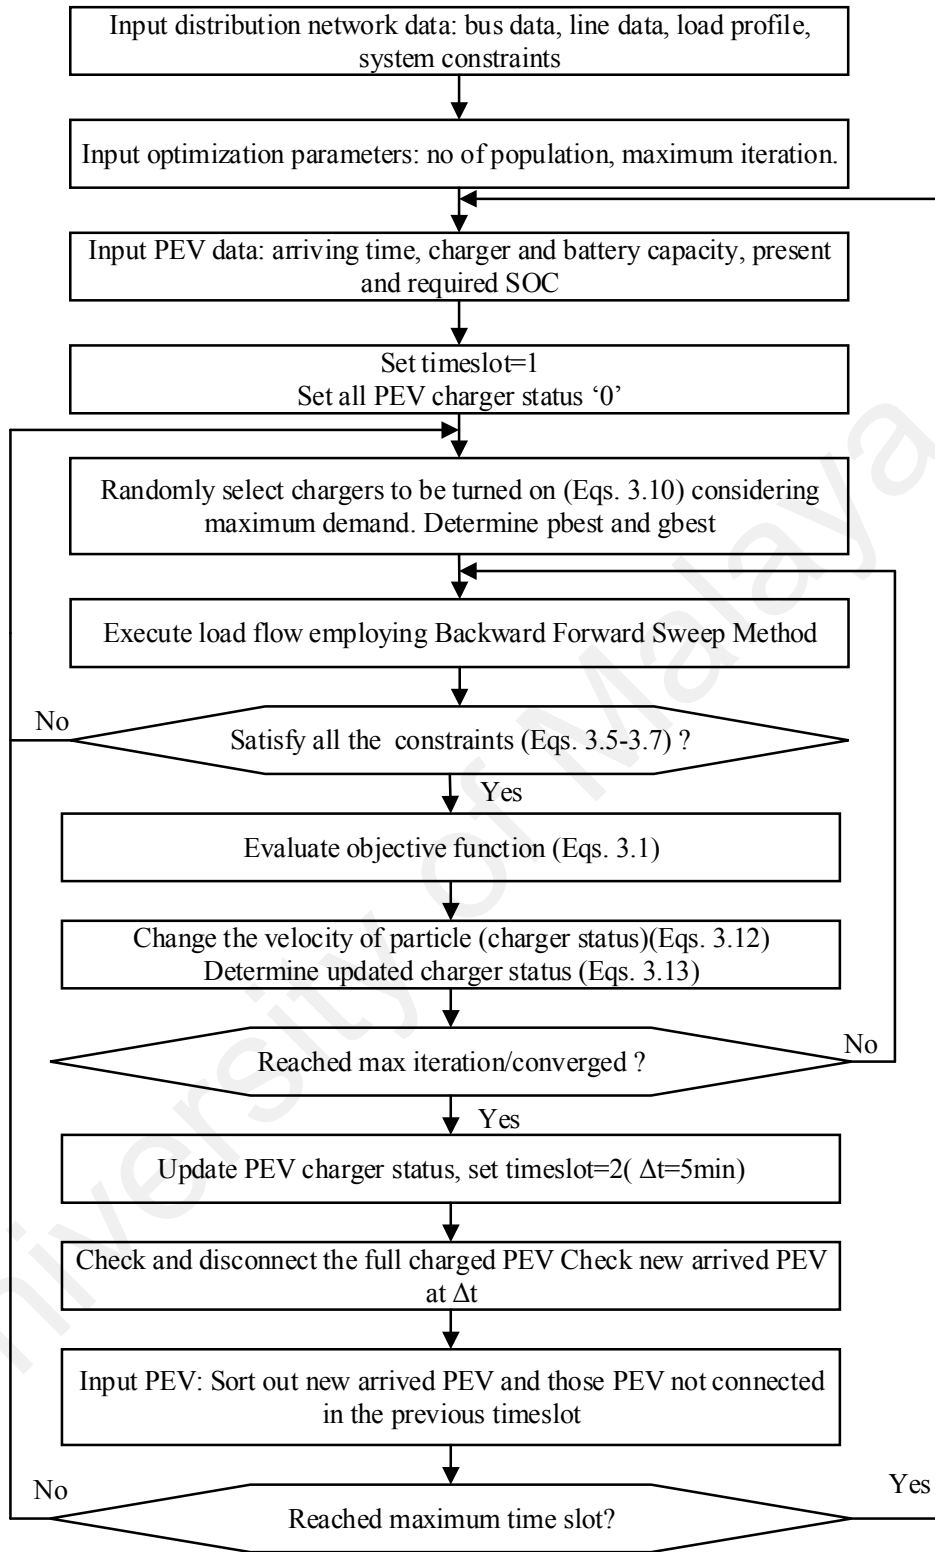 Input distribution network data: bus data, line data, load profile,
system constraints
Input optimization parameters: no of population, maximum iteration.
Input PEV data: arriving time, charger and battery capacity, present
and required SOC
Set timeslot=1
Set all PEV charger status ‘0’
Randomly select chargers to be turned on (Eqs. 3.10) considering
maximum demand. Determine pbest and gbest
Execute load flow employing Backward Forward Sweep Method
No
Satisfy all the  constraints (Eqs. 3.5-3.7) ?
Yes
Evaluate objective function (Eqs. 3.1)
Change the velocity of particle (charger status)(Eqs. 3.12)
Determine updated charger status (Eqs. 3.13)
Reached max iteration/converged ?
No
Yes
Update PEV charger status, set timeslot=2( Δt=5min)
Check and disconnect the full charged PEV Check new arrived PEV
at Δt
Input PEV: Sort out new arrived PEV and those PEV not connected
in the previous timeslot
No
Reached maximum time slot?
Yes
University of Malaya